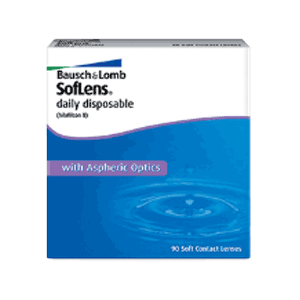 Bausch & Lomb
SofLens®
daily disposable
(hilafilcon B)
with Aspheric Optics
90 Soft Contact Lenses